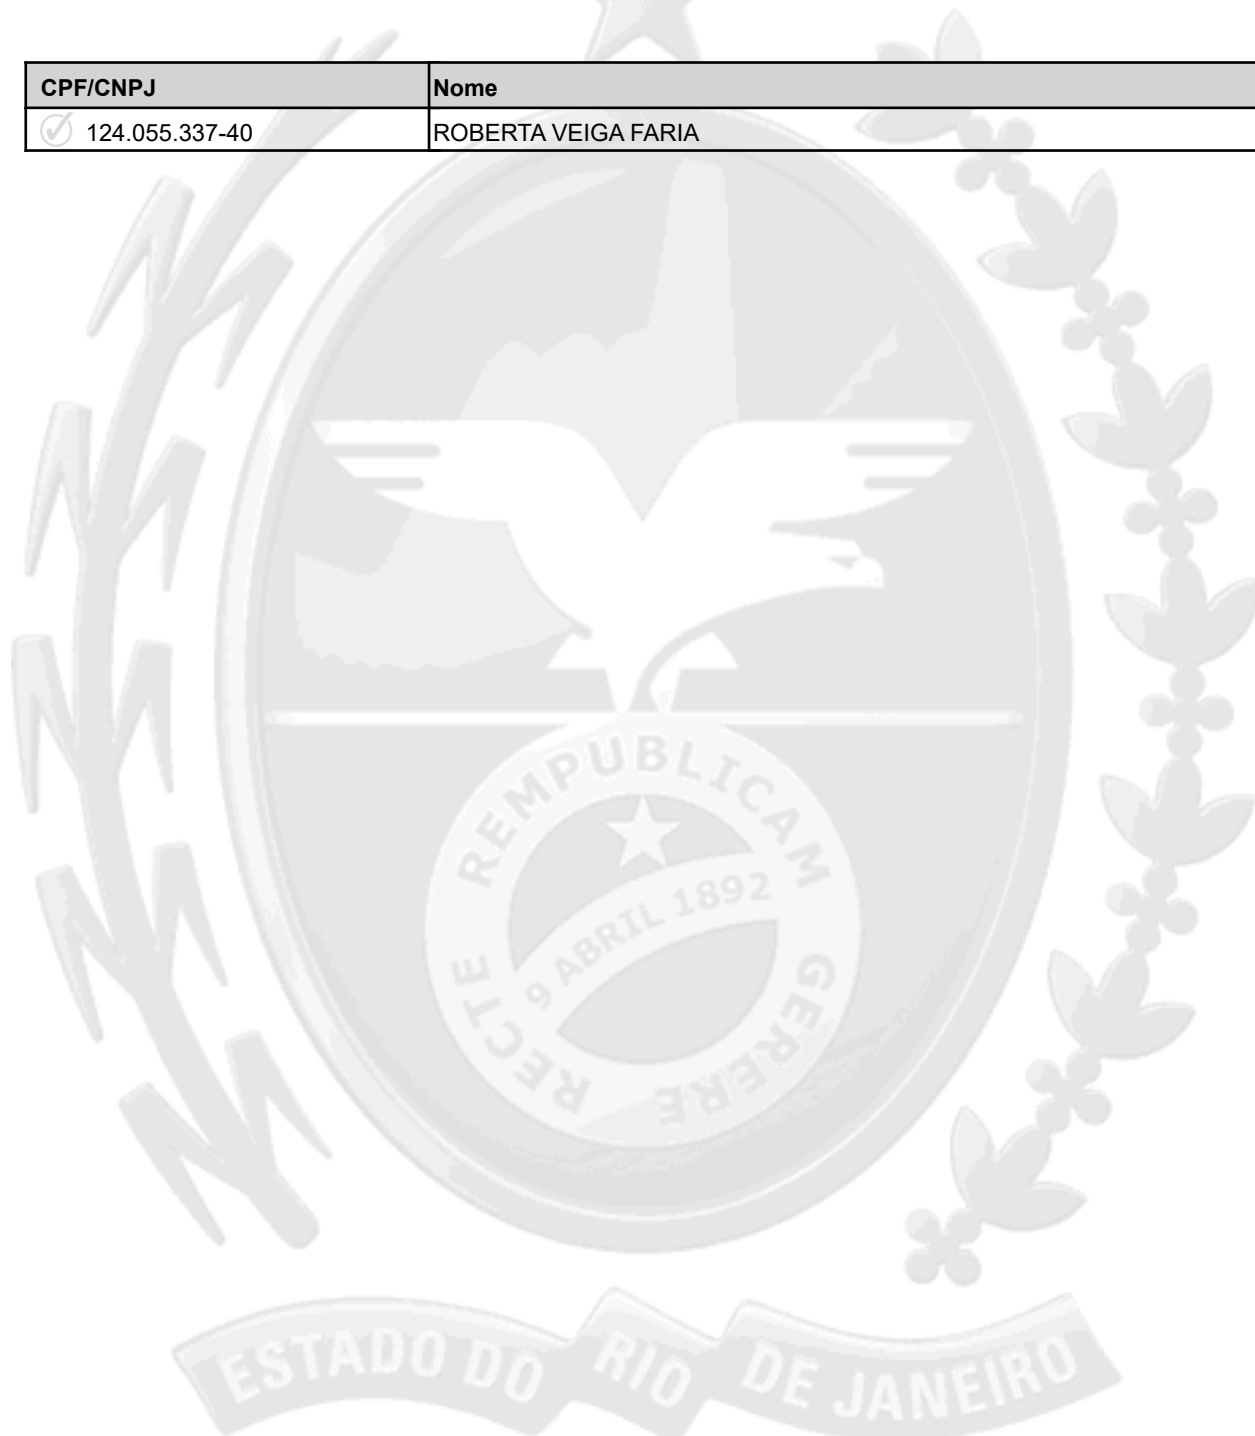 CPF/CNPJ Nome
124.055.337-40 ROBERTA VEIGA FARIA
REMPUBLICAM
9 ABRIL 1892
RECTE GERERE
ESTADO DO RIO DE JANEIRO